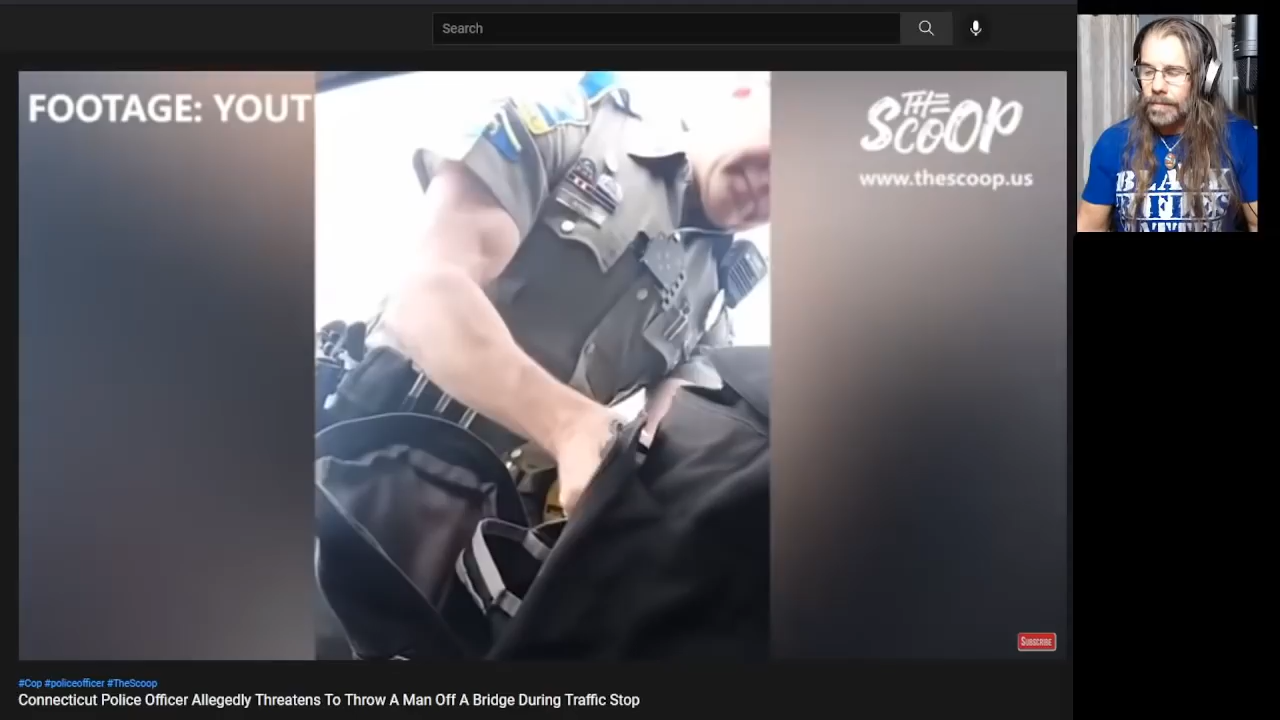 Search
FOOTAGE: YOUT
THE
SCOOP
www.thescoop.us
BLACK
LIVES
SUBSCRIBE
#Cop #policeofficer #TheScoop
Connecticut Police Officer Allegedly Threatens To Throw A Man Off A Bridge During Traffic Stop